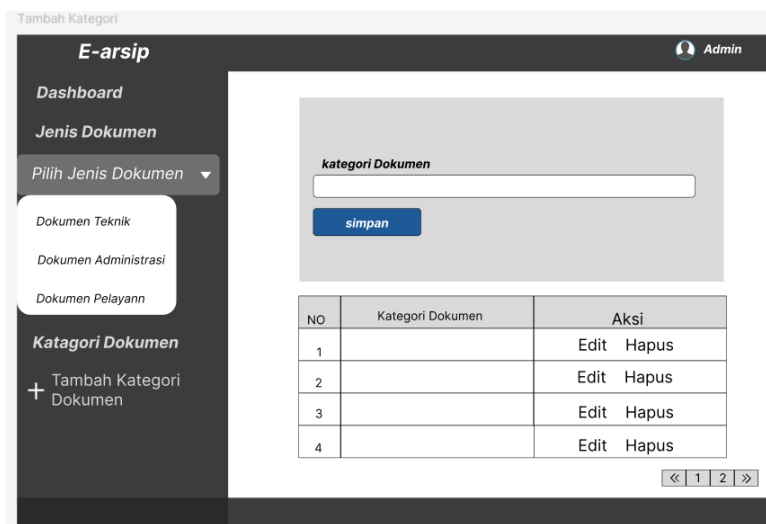 Tambah Kategori
E-arsip
Admin
Dashboard
Jenis Dokumen
Pilih Jenis Dokumen
Dokumen Teknik
Dokumen Administrasi
Dokumen Pelayann
Katagori Dokumen
+ Tambah Kategori
Dokumen
kategori Dokumen
simpan
NO Kategori Dokumen Aksi
1 Edit Hapus
2 Edit Hapus
3 Edit Hapus
4 Edit Hapus
« 1 2 »